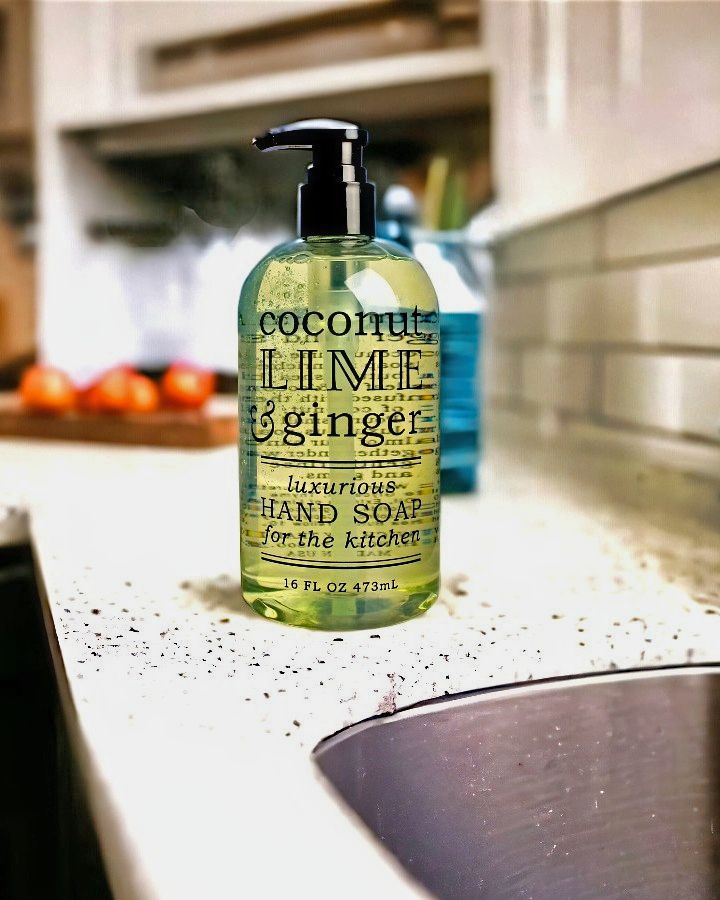 coconut
LIME
&ginger
luxurious
HAND SOAP
for the kitchen
16 FL OZ 473mL